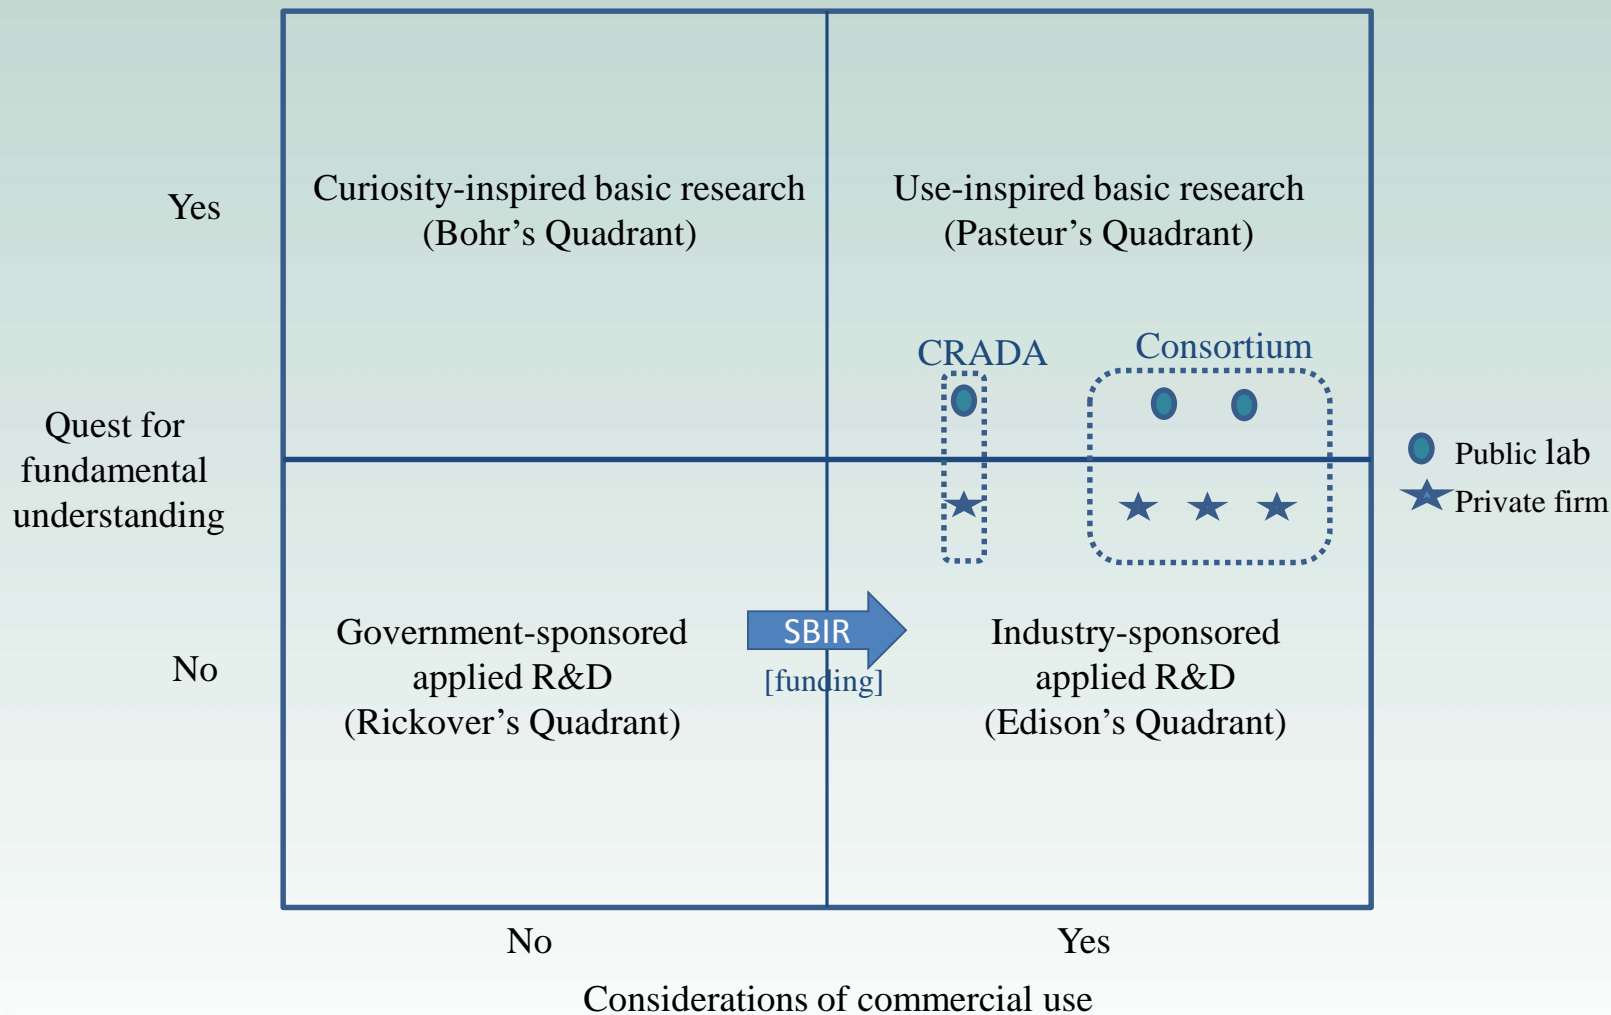 Yes
Curiosity-inspired basic research
(Bohr’s Quadrant)
Use-inspired basic research
(Pasteur’s Quadrant)
CRADA
Consortium
Quest for
fundamental
understanding
Public lab
Private firm
No
Government-sponsored
applied R&D
(Rickover’s Quadrant)
SBIR
[funding]
Industry-sponsored
applied R&D
(Edison’s Quadrant)
No
Yes
Considerations of commercial use